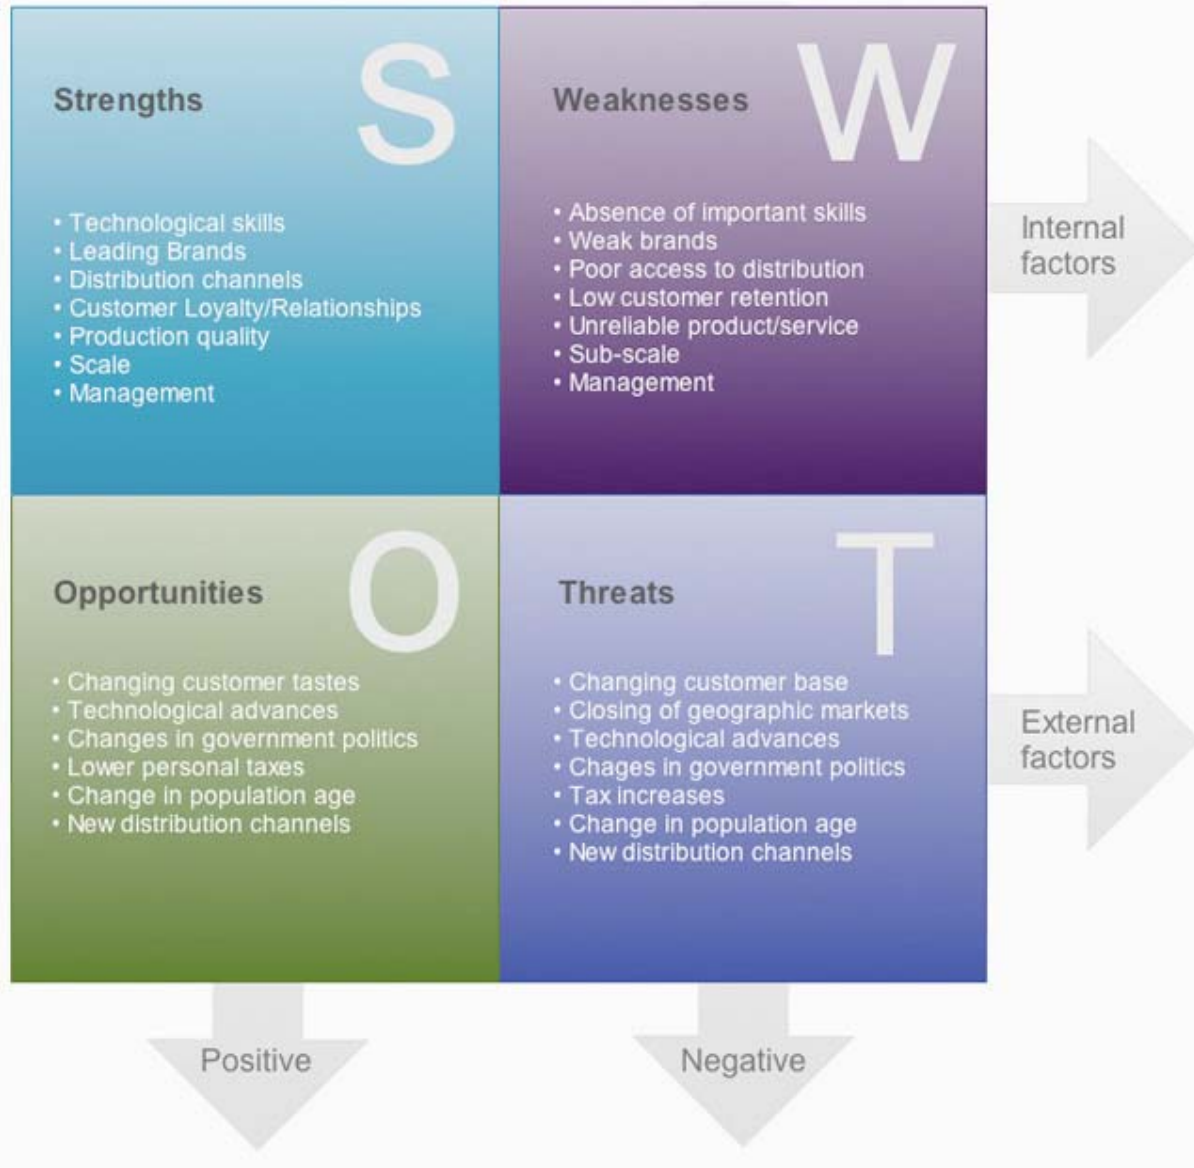 S
Strengths
• Technological skills
• Leading Brands
• Distribution channels
• Customer Loyalty/Relationships
• Production quality
• Scale
• Management
W
Weaknesses
• Absence of important skills
• Weak brands
• Poor access to distribution
• Low customer retention
• Unreliable product/service
• Sub-scale
• Management
Internal
factors
O
Opportunities
• Changing customer tastes
• Technological advances
• Changes in government politics
• Lower personal taxes
• Change in population age
• New distribution channels
T
Threats
• Changing customer base
• Closing of geographic markets
• Technological advances
• Chages in government politics
• Tax increases
• Change in population age
• New distribution channels
External
factors
Positive
Negative